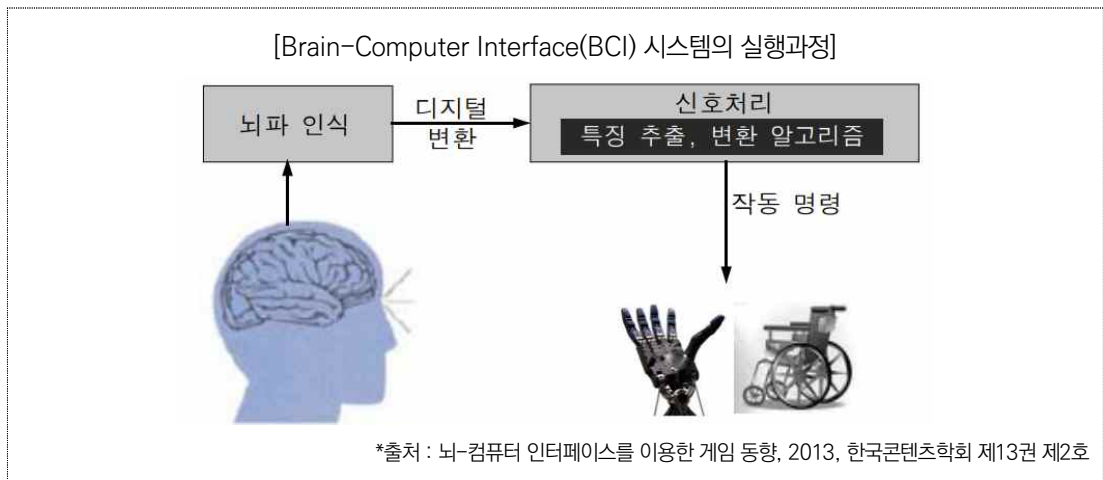 [Brain-Computer Interface(BCI) 시스템의 실행과정]
뇌파 인식
디지털
변환
신호처리
특징 추출, 변환 알고리즘
작동 명령
*출처 : 뇌-컴퓨터 인터페이스를 이용한 게임 동향, 2013, 한국콘텐츠학회 제13권 제2호